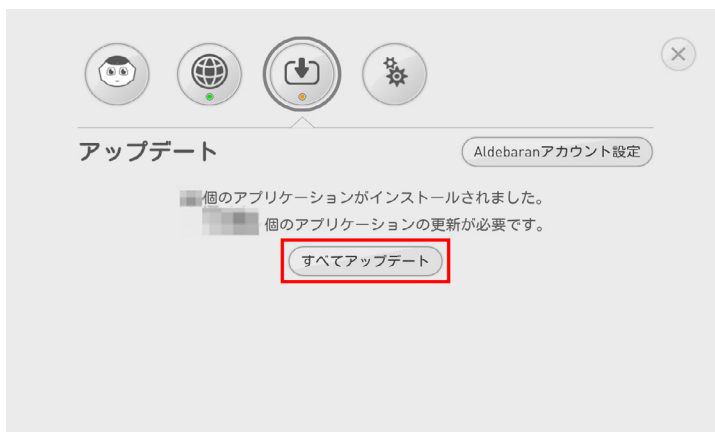 アップデート
Aldebaranアカウント設定
個のアプリケーションがインストールされました。
個のアプリケーションの更新が必要です。
すべてアップデート